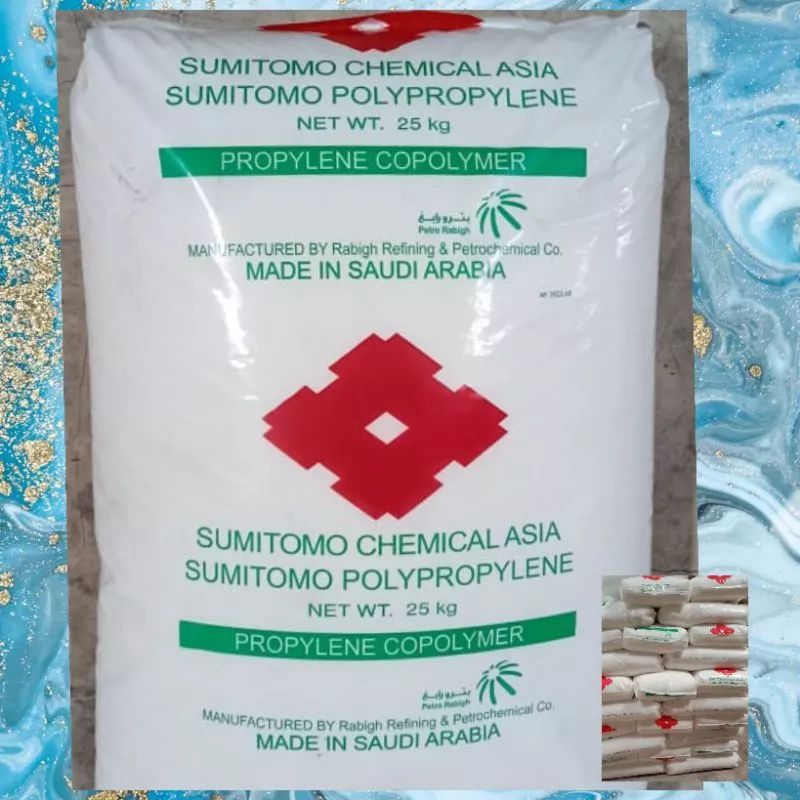 SUMITOMO CHEMICAL ASIA
SUMITOMO POLYPROPYLENE
NET WT. 25 kg
PROPYLENE COPOLYMER
بترورابغ
Petro Rabigh
MANUFACTURED BY Rabigh Refining & Petrochemical Co.
MADE IN SAUDI ARABIA
SUMITOMO CHEMICAL ASIA
SUMITOMO POLYPROPYLENE
NET WT. 25 kg
PROPYLENE COPOLYMER
بترورابغ
Petro Rabigh
MANUFACTURED BY Rabigh Refining & Petrochemical Co.
MADE IN SAUDI ARABIA